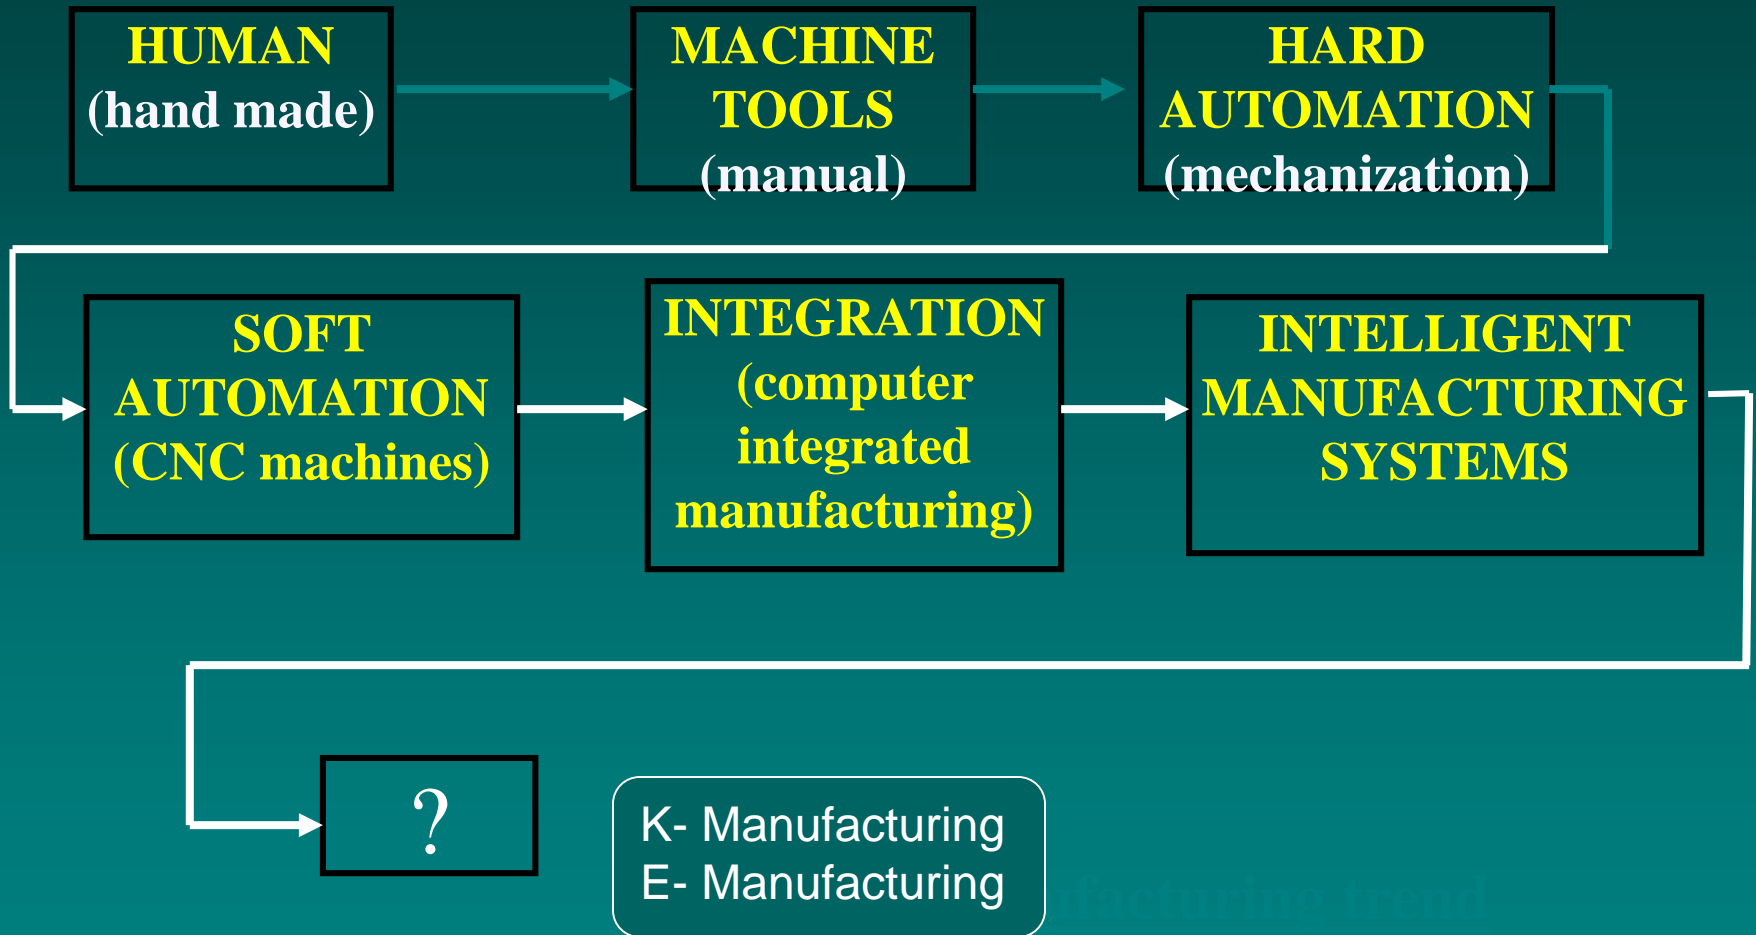 HUMAN
(hand made)
MACHINE
TOOLS
(manual)
HARD
AUTOMATION
(mechanization)
SOFT
AUTOMATION
(CNC machines)
INTEGRATION
(computer
integrated
manufacturing)
INTELLIGENT
MANUFACTURING
SYSTEMS
?
K- Manufacturing
E- Manufacturing
trend